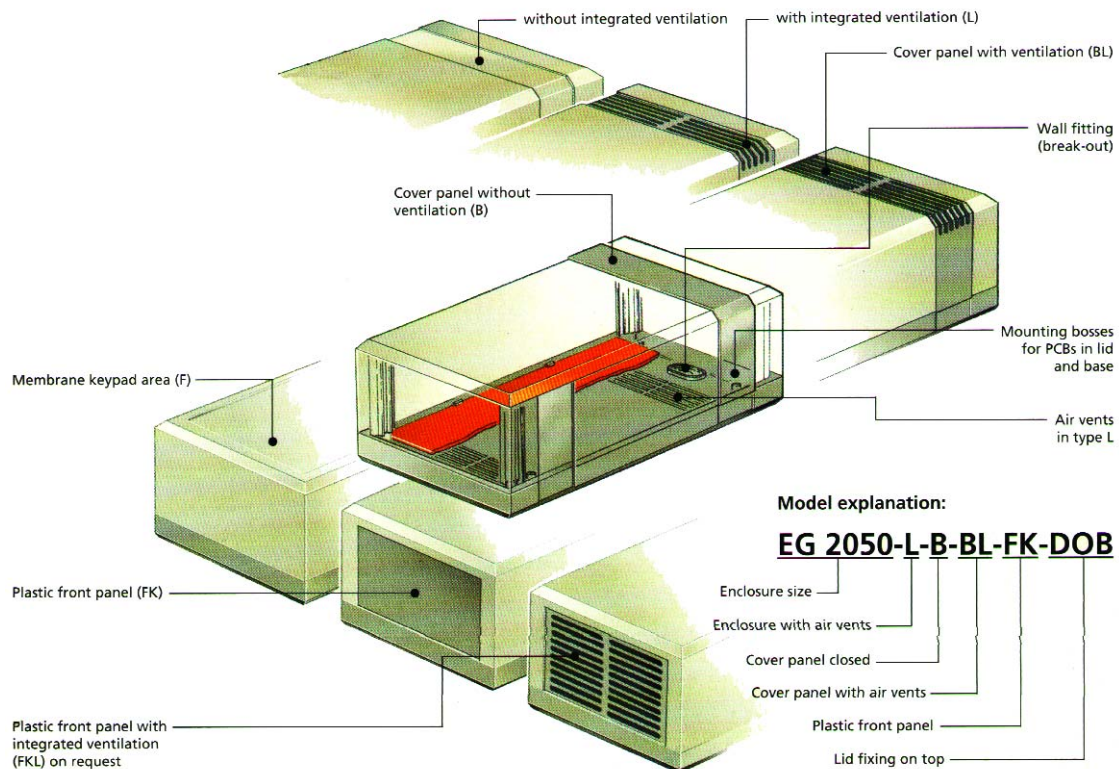 without integrated ventilation
with integrated ventilation (L)
Cover panel with ventilation (BL)
Wall fitting
(break-out)
Cover panel without
ventilation (B)
Mounting bosses
for PCBs in lid
and base
Membrane keypad area (F)
Air vents
in type L
Model explanation:
EG 2050-L-B-BL-FK-DOB
Plastic front panel (FK)
Enclosure size
Enclosure with air vents
Cover panel closed
Cover panel with air vents
Plastic front panel with
integrated ventilation
(FKL) on request
Plastic front panel
Lid fixing on top